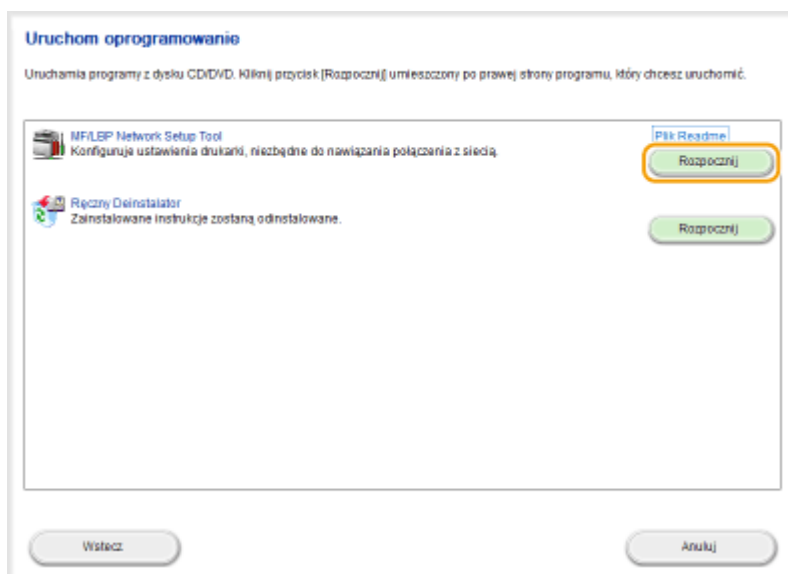 Uruchom oprogramowanie
Uruchamia programy z dysku CD/DVD. Kliknij przycisk [Rozpocznij] umieszczony po prawej strony programu, który chcesz uruchomić.
MF/LBP Network Setup Tool
Plik Readme
Konfiguruje ustawienia drukarki, niezbędne do nawiązania połączenia z siecią.
Rozpocznij
Ręczny Deinstalator
Zainstalowane instrukcje zostaną odinstalowane.
Rozpocznij
Wstecz
Anuluj